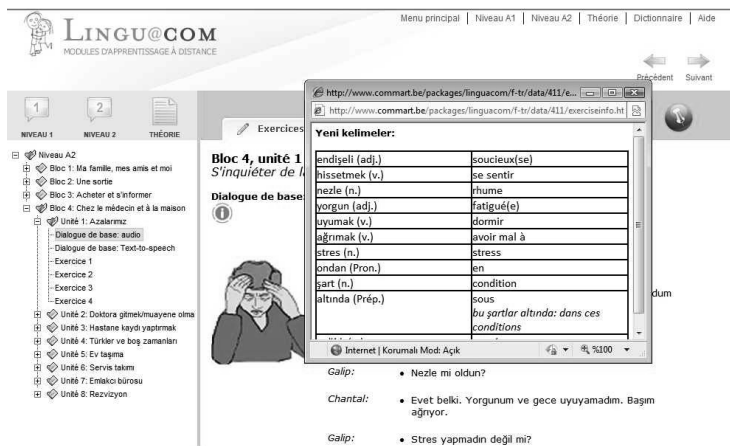 LINGU@COM
MODULES D'APPRENTISSAGE À DISTANCE
Menu principal | Niveau A1 | Niveau A2 | Théorie | Dictionnaire | Aide
Précédent Suivant
1 2
NIVEAU 1 NIVEAU 2 THÉORIE
Exercices
Niveau A2
Bloc 1: Ma famille, mes amis et moi
Bloc 2: Une sortie
Bloc 3: Acheter et s'informer
Bloc 4: Chez le médecin et à la maison
Unité 1: Azalarımız
Dialogue de base: audio
Dialogue de base: Text-to-speech
Exercice 1
Exercice 2
Exercice 3
Exercice 4
Unité 2: Doktora gitmek/muayene olma
Unité 3: Hastane kaydı yaptırmak
Unité 4: Türkler ve boş zamanları
Unité 5: Ev taşıma
Unité 6: Servis takımı
Unité 7: Emlakçı bürosu
Unité 8: Rezvizyon
Bloc 4, unité 1
S'inquiéter de
Dialogue de base:
http://www.commart.be/packages/linguacom/f-tr/data/411/e...
http://www.commart.be/packages/linguacom/f-tr/data/411/exerciseinfo.ht
Yeni kelimeler:
endişeli (adj.) soucieux(se)
hissetmek (v.) se sentir
nezle (n.) rhume
yorgun (adj.) fatigué(e)
uyumak (v.) dormir
ağrımak (v.) avoir mal à
stres (n.) stress
ondan (Pron.) en
şart (n.) condition
altında (Prép.) sous
bu şartlar altında: dans ces
conditions
Internet | Korumalı Mod: Açık %100
dum
Galip: • Nezle mi oldun?
Chantal: • Evet belki. Yorgunum ve gece uyuyamadım. Başım
ağrıyor.
Galip: • Stres yapmadın değil mi?